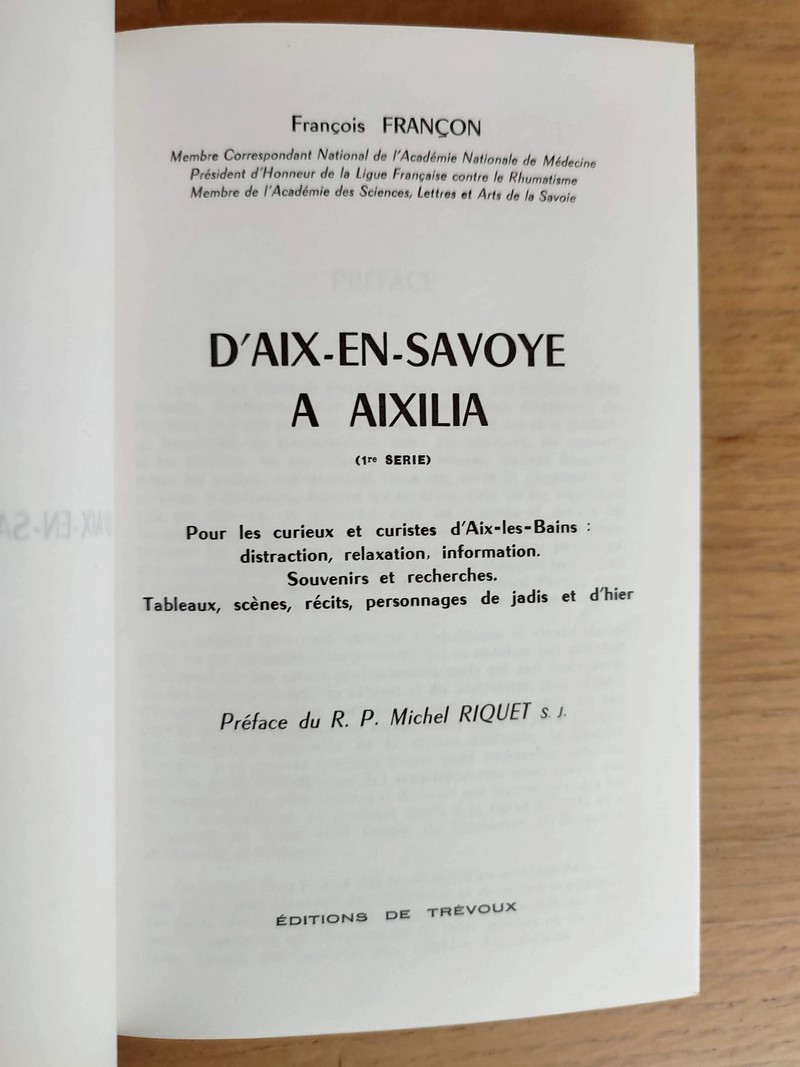 François FRANÇON
Membre Correspondant National de l'Académie Nationale de Médecine
Président d'Honneur de la Ligue Française contre le Rhumatisme
Membre de l'Académie des Sciences, Lettres et Arts de la Savoie
PRÉFACE
D'AIX-EN-SAVOYE
A AIXILIA
(1re SERIE)
Pour les curieux et curistes d'Aix-les-Bains :
distraction, relaxation, information.
Souvenirs et recherches.
Tableaux, scènes, récits, personnages de jadis et d'hier
Préface du R. P. Michel RIQUET S. J.
ÉDITIONS DE TRÉVOUX